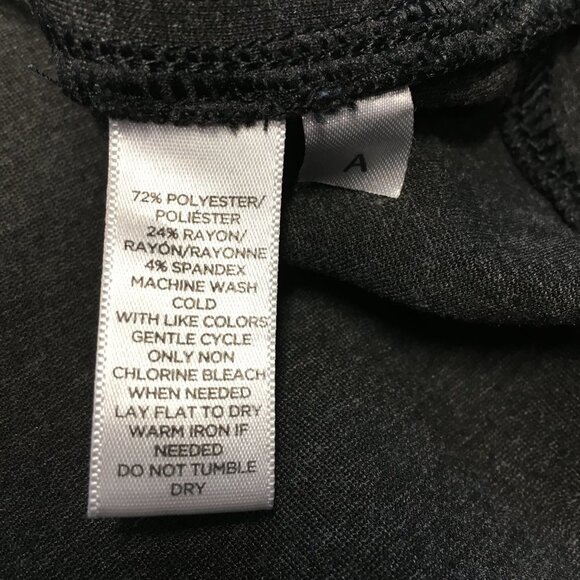 72% POLYESTER/
POLIÉSTER
24% RAYON/
RAYÓN/RAYONNE
4% SPANDEX
MACHINE WASH
COLD
WITH LIKE COLORS
GENTLE CYCLE
ONLY NON
CHLORINE BLEACH
WHEN NEEDED
LAY FLAT TO DRY
WARM IRON IF
NEEDED
DO NOT TUMBLE
DRY
A